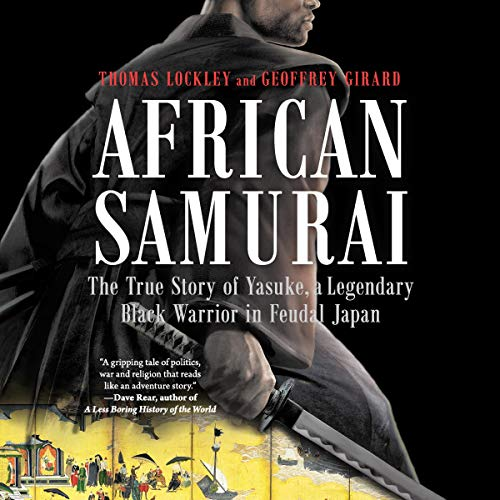 THOMAS LOCKLEY and GEOFFREY GIRARD
AFRICAN
SAMURAI
The True Story of Yasuke, a Legendary
Black Warrior in Feudal Japan
"A gripping tale of politics,
war and religion that reads
like an adventure story."
—Dave Rear, author of
A Less Boring History of the World